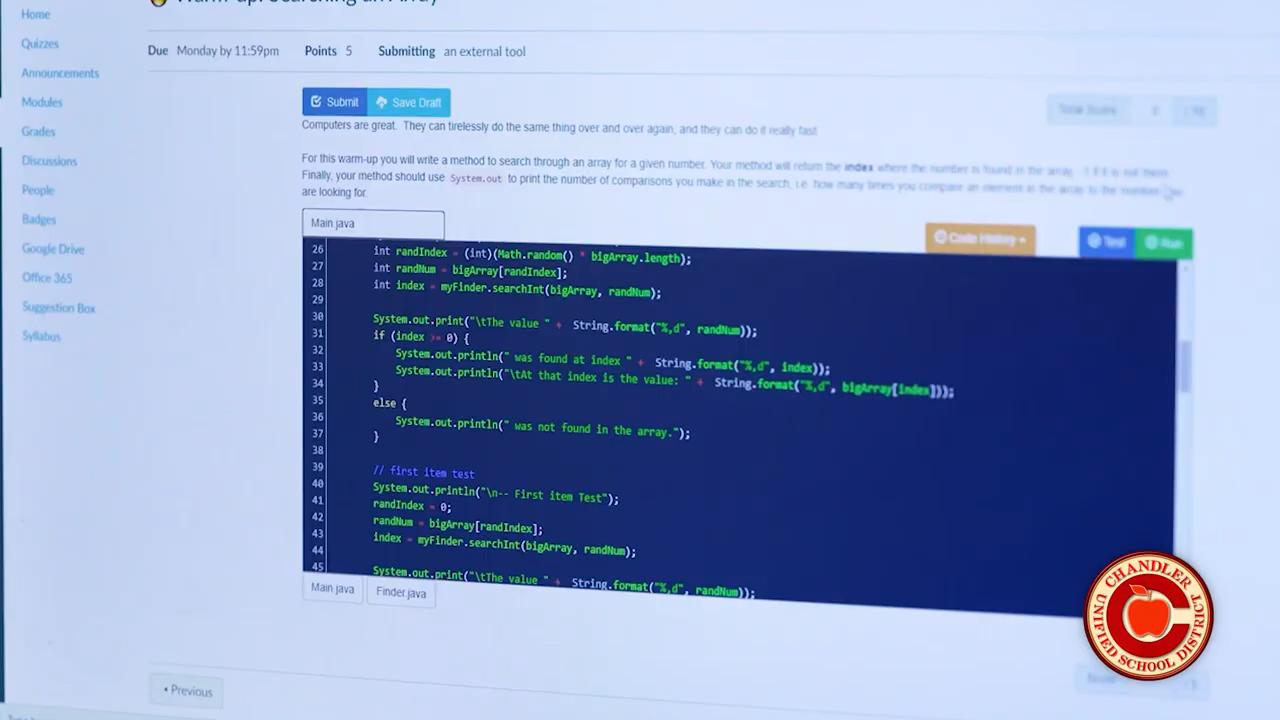 Home
Quizzes
Announcements
Modules
Grades
Discussions
People
Badges
Google Drive
Office 365
Suggestion Box
Syllabus
Warm-up: Searching an Array
Due Monday by 11:59pm Points 5 Submitting an external tool
Submit Save Draft
Total Score
Computers are great. They can tirelessly do the same thing over and over again, and they can do it really fast
For this warm-up you will write a method to search through an array for a given number. Your method will return the index where the number is found in the array,
Finally, your method should use System.out to print the number of comparisons you make in the search, i.e. how many times you compare an element in the array to the number you
are looking for.
Main.java
Code History
Test
Run
26 int randIndex = (int)(Math.random() * bigArray.length);
27 int randNum = bigArray[randIndex];
28 int index = myFinder.searchInt(bigArray, randNum);
29
30 System.out.print("\tThe value " + String.format("%,d", randNum));
31 if (index >= 0) {
32 System.out.println(" was found at index " + String.format("%,d", index));
33 System.out.println("\tAt that index is the value: " + String.format("%,d", bigArray[index]));
34 }
35 else {
36 System.out.println(" was not found in the array.");
37 }
38
39 // first item test
40 System.out.println("\n-- First item Test");
41 randIndex = 0;
42 randNum = bigArray[randIndex];
43 index = myFinder.searchInt(bigArray, randNum);
44
45 System.out.print("\tThe value " + String.format("%,d", randNum));
Main.java Finder.java
Previous
CHANDLER
UNIFIED SCHOOL DISTRICT